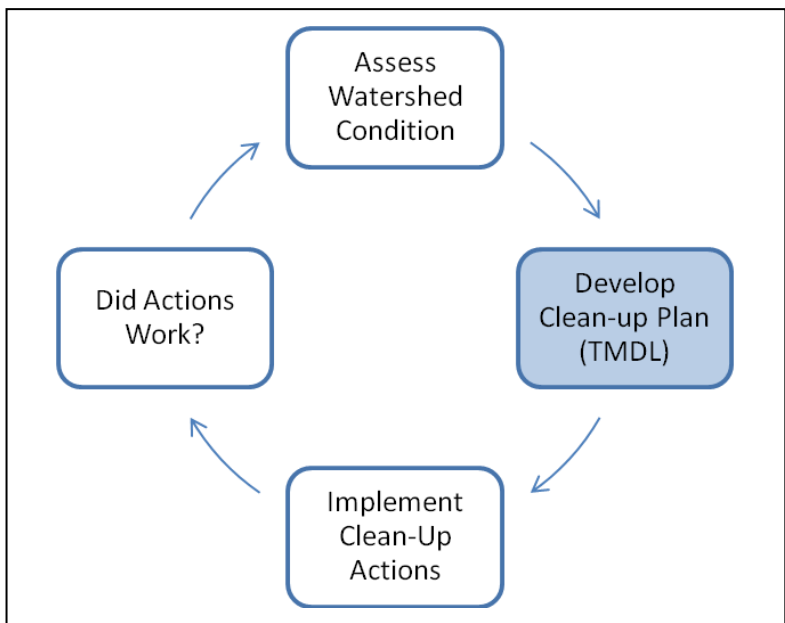 Assess
Watershed
Condition
Develop
Clean-up Plan
(TMDL)
Implement
Clean-Up
Actions
Did Actions
Work?